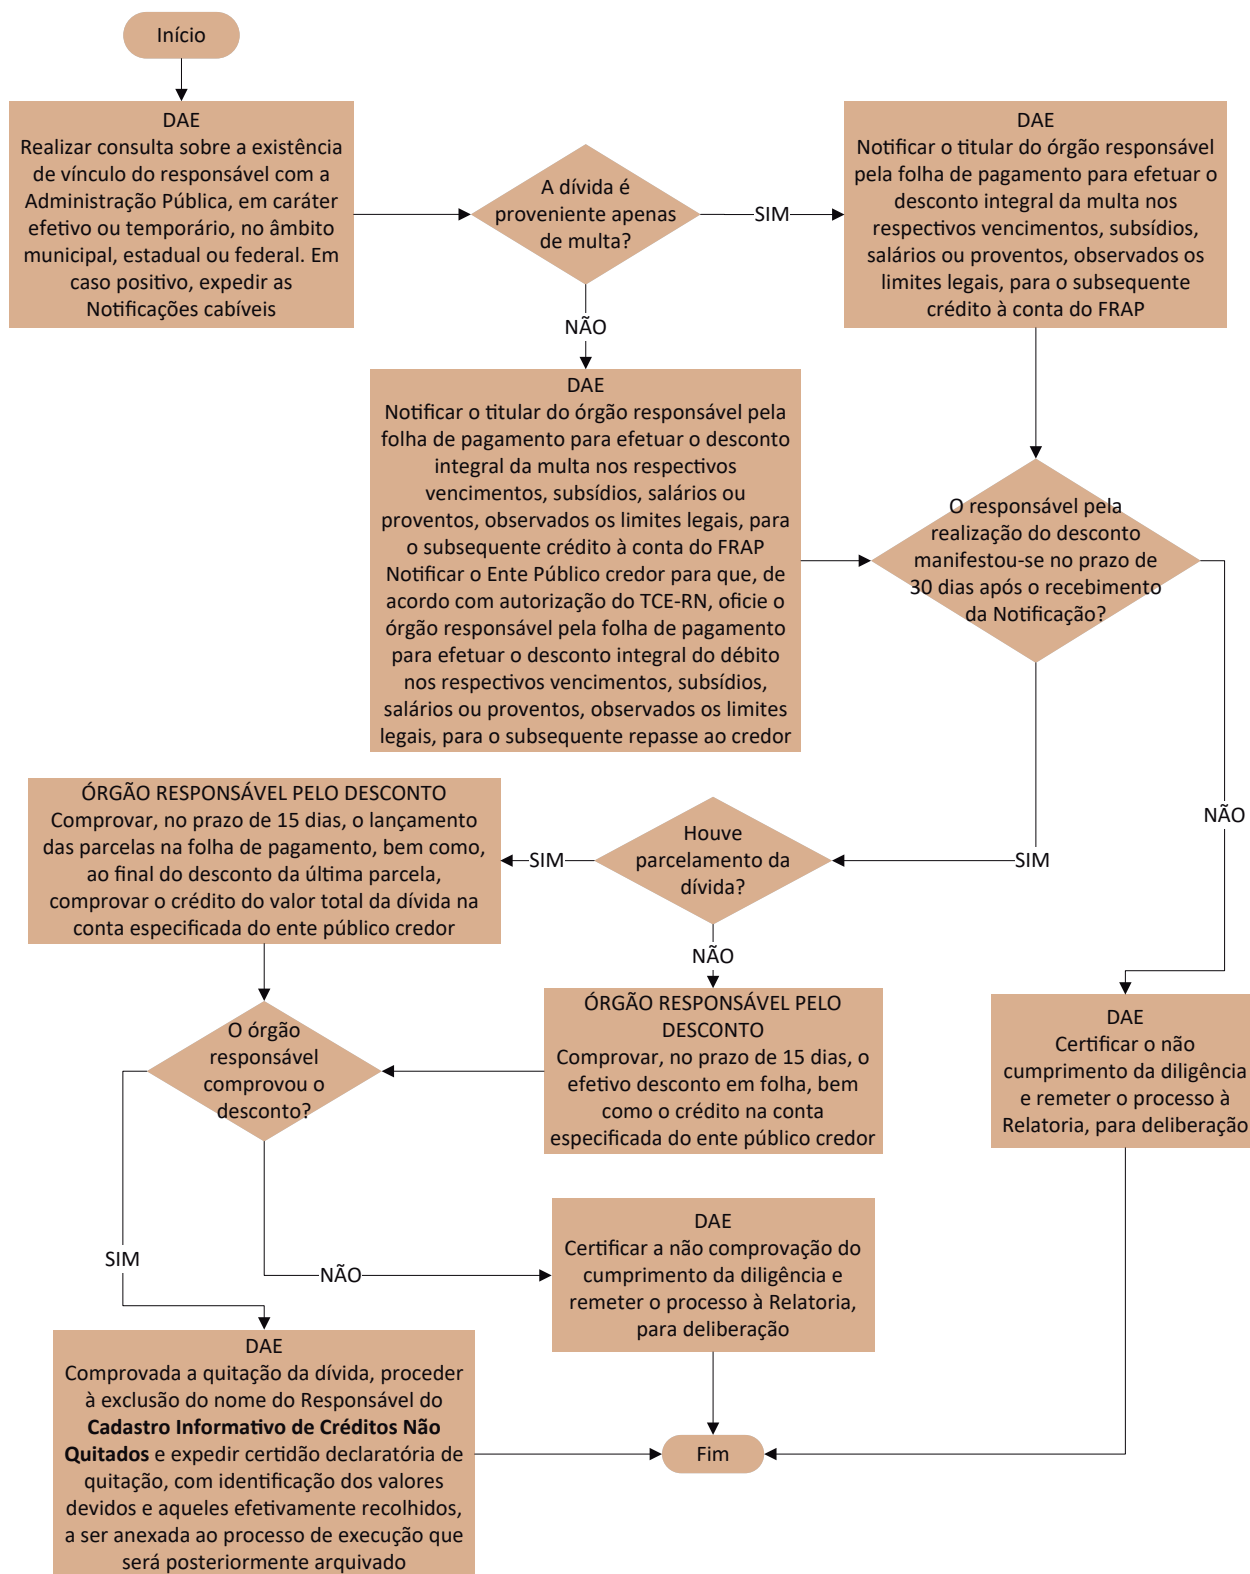 Início
DAE
Realizar consulta sobre a existência
de vínculo do responsável com a
Administração Pública, em caráter
efetivo ou temporário, no âmbito
municipal, estadual ou federal. Em
caso positivo, expedir as
Notificações cabíveis
A dívida é
proveniente apenas
de multa?
SIM
DAE
Notificar o titular do órgão responsável
pela folha de pagamento para efetuar o
desconto integral da multa nos
respectivos vencimentos, subsídios,
salários ou proventos, observados os
limites legais, para o subsequente
crédito à conta do FRAP
NÃO
DAE
Notificar o titular do órgão responsável pela
folha de pagamento para efetuar o desconto
integral da multa nos respectivos
vencimentos, subsídios, salários ou
proventos, observados os limites legais, para
o subsequente crédito à conta do FRAP
Notificar o Ente Público credor para que, de
acordo com autorização do TCE-RN, oficie o
órgão responsável pela folha de pagamento
para efetuar o desconto integral do débito
nos respectivos vencimentos, subsídios,
salários ou proventos, observados os limites
legais, para o subsequente repasse ao credor
O responsável pela
realização do desconto
manifestou-se no prazo de
30 dias após o recebimento
da Notificação?
NÃO
SIM
Houve
parcelamento da
dívida?
SIM
ÓRGÃO RESPONSÁVEL PELO DESCONTO
Comprovar, no prazo de 15 dias, o lançamento
das parcelas na folha de pagamento, bem como,
ao final do desconto da última parcela,
comprovar o crédito do valor total da dívida na
conta especificada do ente público credor
NÃO
ÓRGÃO RESPONSÁVEL PELO
DESCONTO
Comprovar, no prazo de 15 dias, o
efetivo desconto em folha, bem
como o crédito na conta
especificada do ente público credor
DAE
Certificar o não
cumprimento da diligência
e remeter o processo à
Relatoria, para deliberação
O órgão
responsável
comprovou o
desconto?
SIM
NÃO
DAE
Certificar a não comprovação do
cumprimento da diligência e
remeter o processo à Relatoria,
para deliberação
DAE
Comprovada a quitação da dívida, proceder
à exclusão do nome do Responsável do
Cadastro Informativo de Créditos Não
Quitados e expedir certidão declaratória de
quitação, com identificação dos valores
devidos e aqueles efetivamente recolhidos,
a ser anexada ao processo de execução que
será posteriormente arquivado
Fim